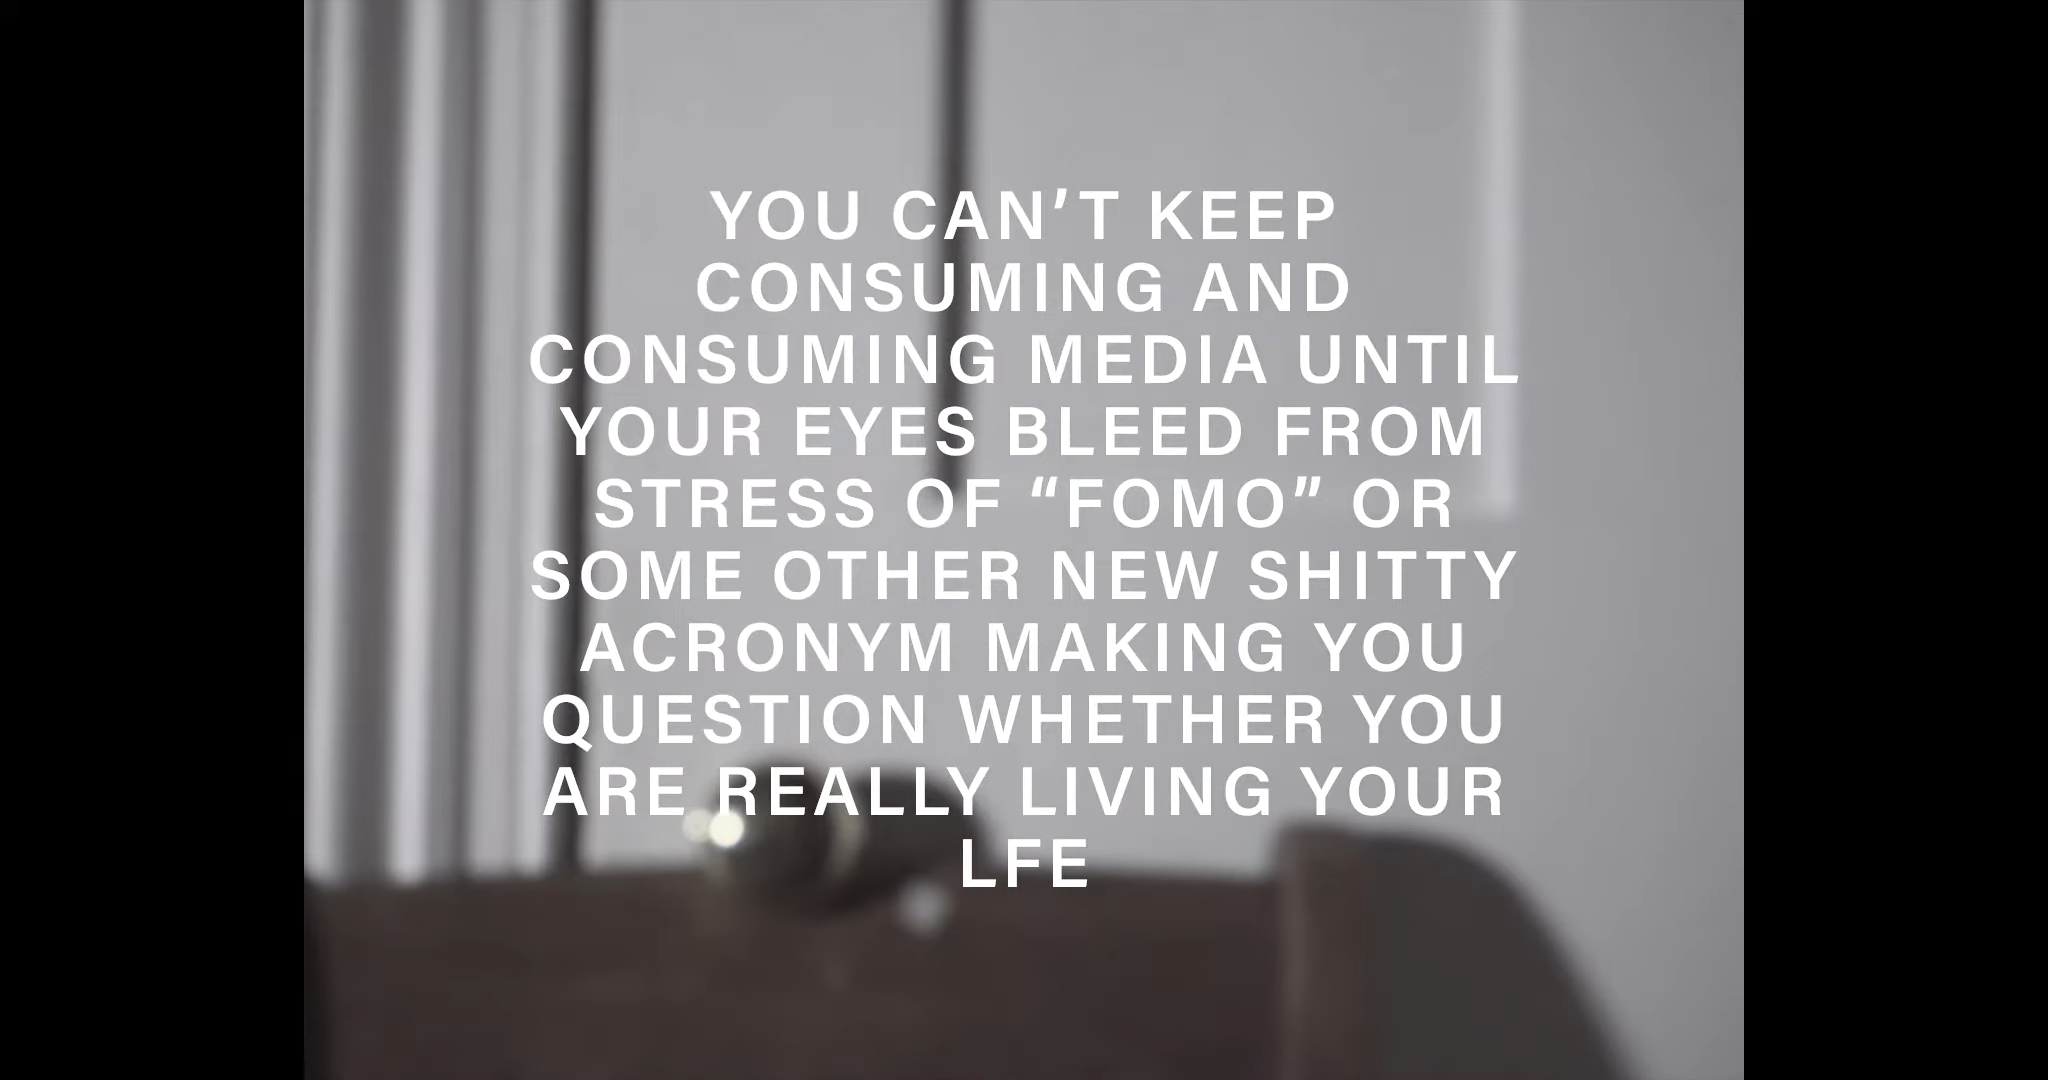 YOU CAN’T KEEP
CONSUMING AND
CONSUMING MEDIA UNTIL
YOUR EYES BLEED FROM
STRESS OF “FOMO” OR
SOME OTHER NEW SHITTY
ACRONYM MAKING YOU
QUESTION WHETHER YOU
ARE REALLY LIVING YOUR
LFE